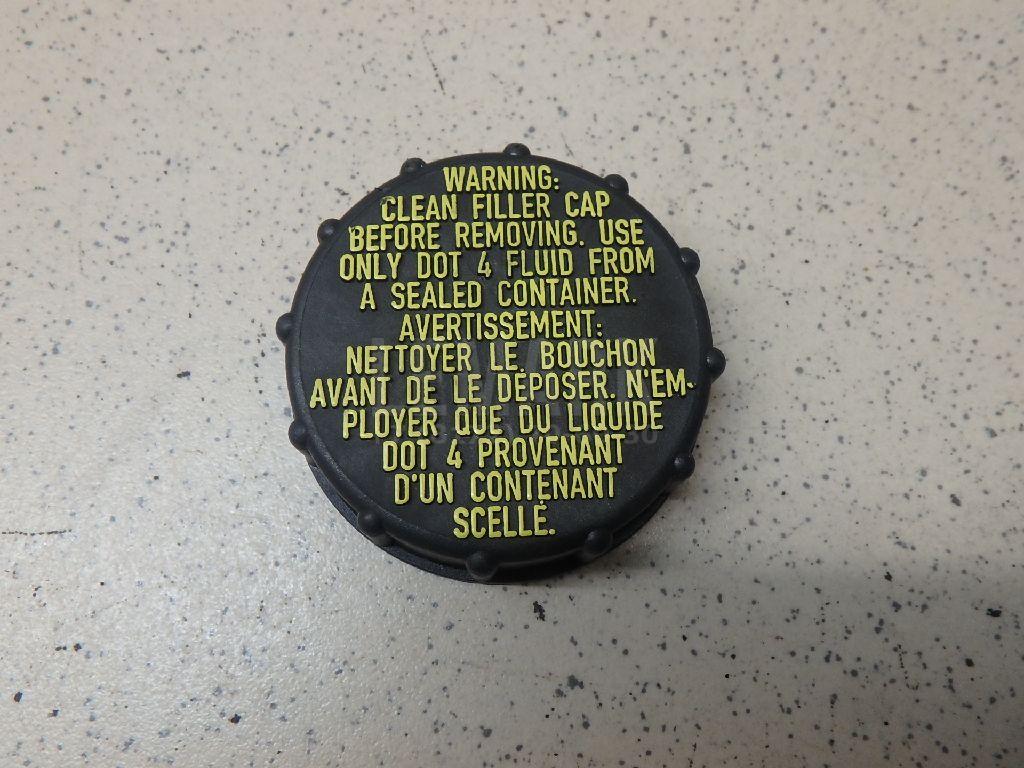 WARNING:
CLEAN FILLER CAP
BEFORE REMOVING. USE
ONLY DOT 4 FLUID FROM
A SEALED CONTAINER.
AVERTISSEMENT:
NETTOYER LE BOUCHON
AVANT DE LE DÉPOSER. N'EM-
PLOYER QUE DU LIQUIDE
DOT 4 PROVENANT
D'UN CONTENANT
SCELLÉ.